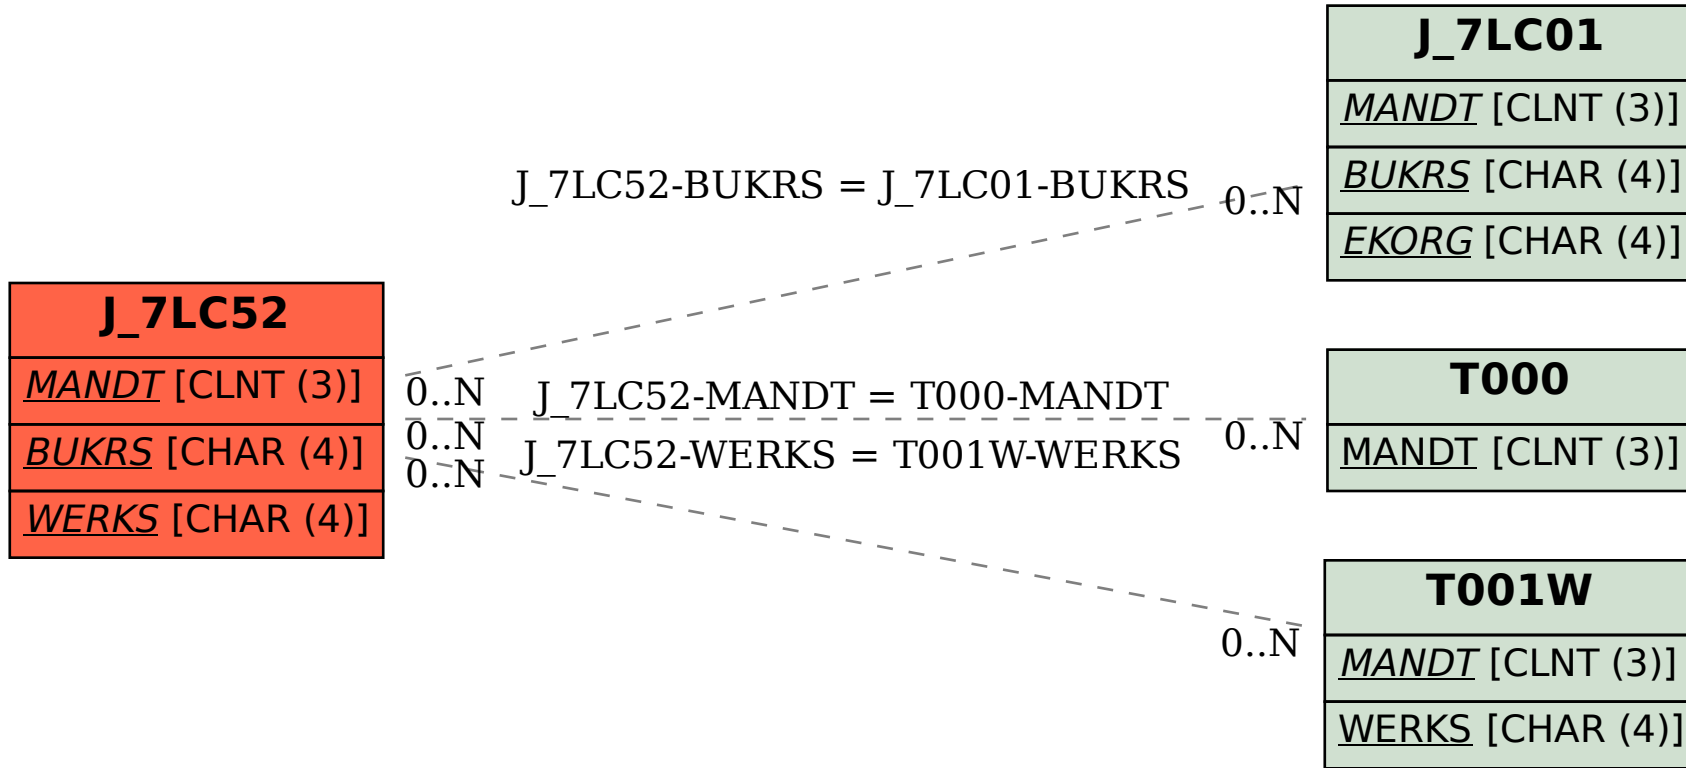 J_7LC01
MANDT [CLNT (3)]
BUKRS [CHAR (4)]
EKORG [CHAR (4)]
J_7LC52-BUKRS = J_7LC01-BUKRS
0..N
J_7LC52
MANDT [CLNT (3)]
BUKRS [CHAR (4)]
WERKS [CHAR (4)]
0..N
J_7LC52-MANDT = T000-MANDT
0..N
0..N
J_7LC52-WERKS = T001W-WERKS
0..N
T000
MANDT [CLNT (3)]
0..N
T001W
MANDT [CLNT (3)]
WERKS [CHAR (4)]